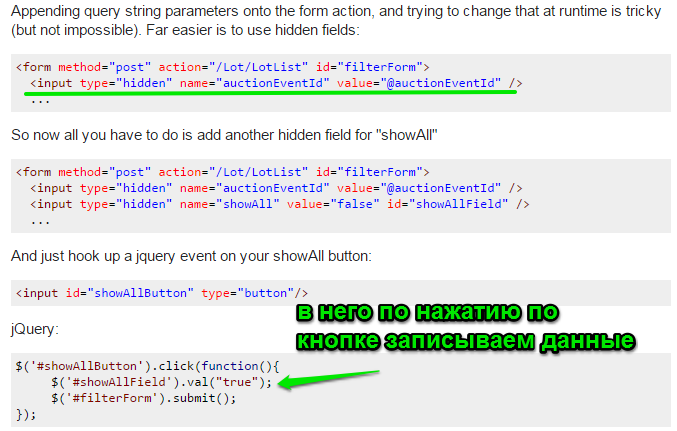 Appending query string parameters onto the form action, and trying to change that at runtime is tricky
(but not impossible). Far easier is to use hidden fields:
<form method="post" action="/Lot/LotList" id="filterForm">
  <input type="hidden" name="auctionEventId" value="@auctionEventId" />
  ...
So now all you have to do is add another hidden field for "showAll"
<form method="post" action="/Lot/LotList" id="filterForm">
  <input type="hidden" name="auctionEventId" value="@auctionEventId" />
  <input type="hidden" name="showAll" value="false" id="showAllField" />
  ...
And just hook up a jquery event on your showAll button:
<input id="showAllButton" type="button"/>
в него по нажатию по
кнопке записываем данные
jQuery:
$('#showAllButton').click(function(){
     $('#showAllField').val("true");
     $('#filterForm').submit();
});